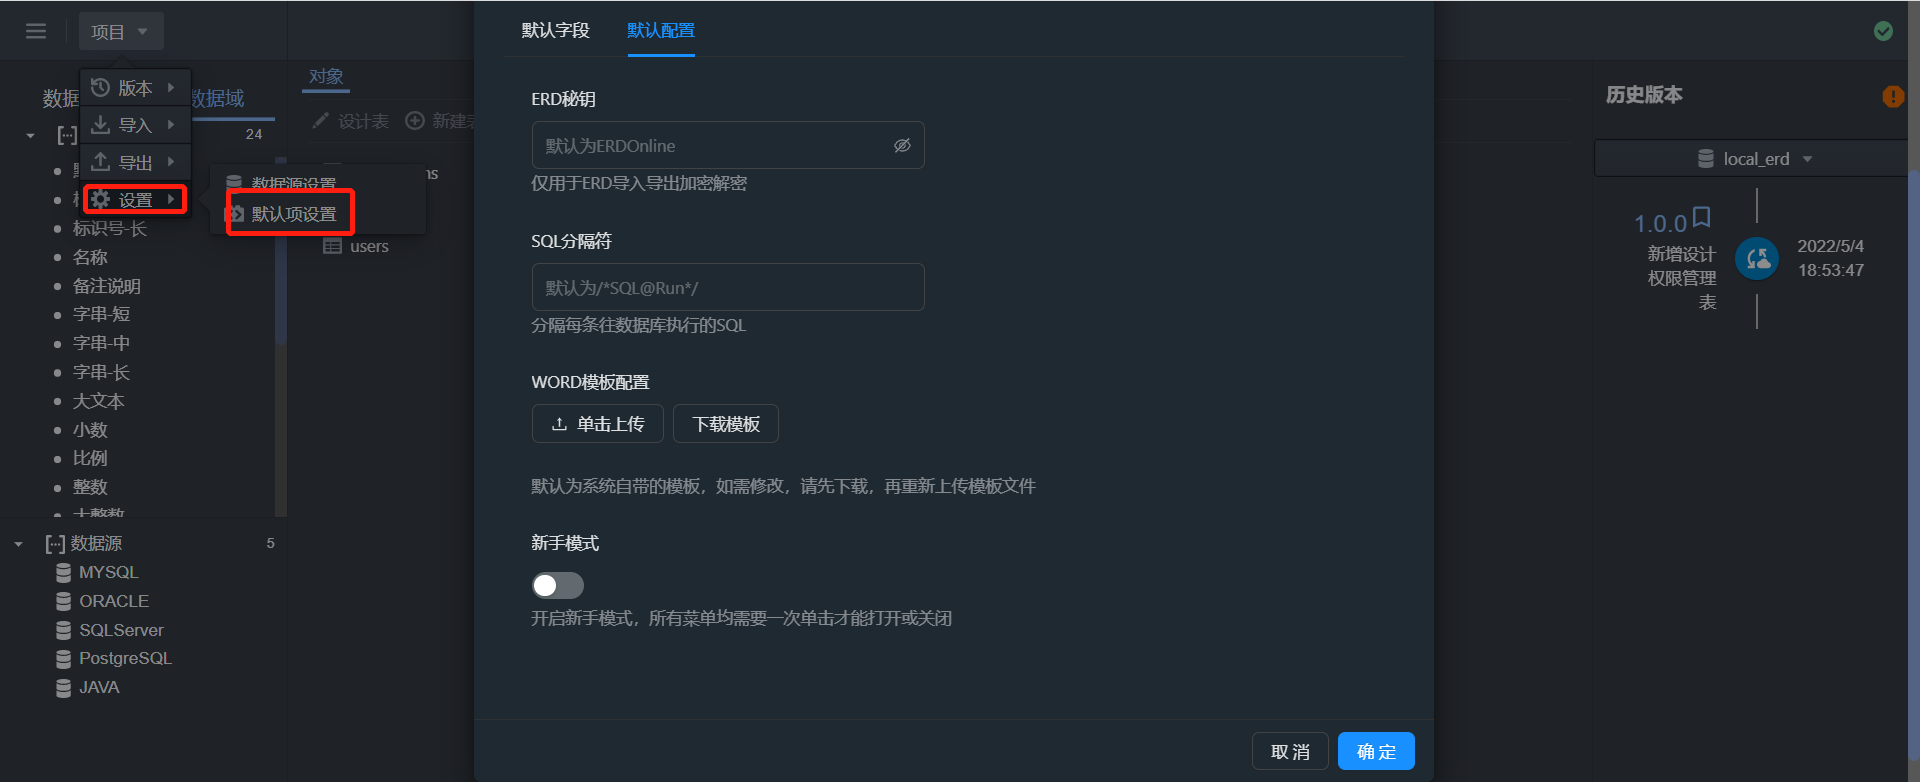 项目
版本
导入
导出
设置
数据源设置
默认项设置
数据域
24
标识号-长
名称
备注说明
字串-短
字串-中
字串-长
大文本
小数
比例
整数
大整数
数据源
5
MYSQL
ORACLE
SQLServer
PostgreSQL
JAVA
对象
设计表
新建表
users
默认字段
默认配置
ERD秘钥
默认为ERDOnline
仅用于ERD导入导出加密解密
SQL分隔符
默认为/*SQL@Run*/
分隔每条往数据库执行的SQL
WORD模板配置
单击上传
下载模板
默认为系统自带的模板，如需修改，请先下载，再重新上传模板文件
新手模式
开启新手模式，所有菜单均需要一次单击才能打开或关闭
取 消
确 定
历史版本
local_erd
1.0.0
新增设计
权限管理
表
2022/5/4
18:53:47